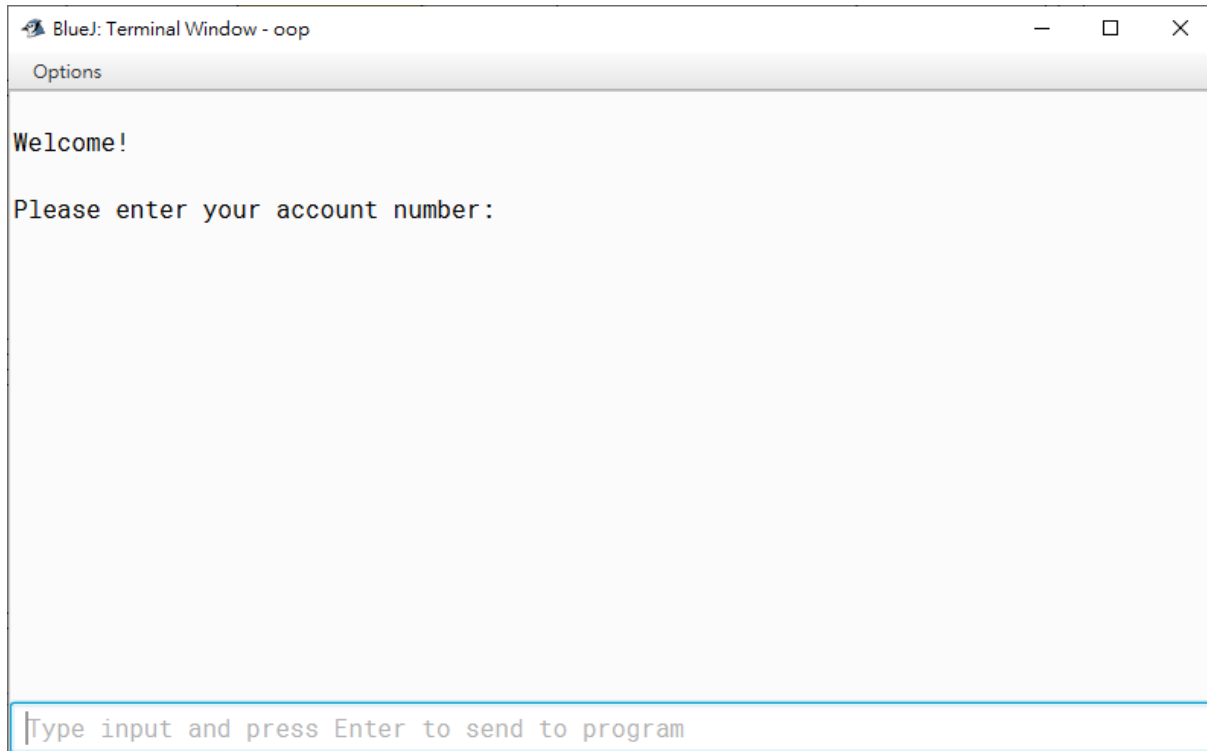 BlueJ: Terminal Window - oop
Options
Welcome!
Please enter your account number:
Type input and press Enter to send to program